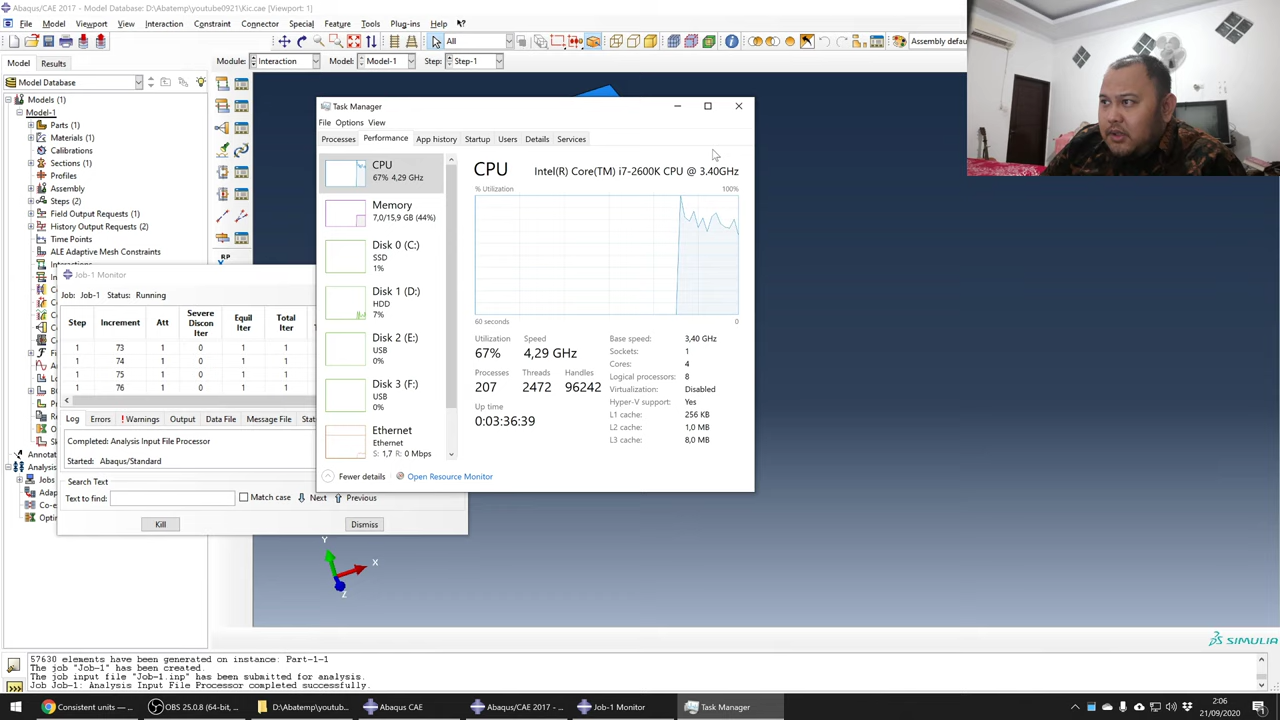 Abaqus/CAE 2017 - Model Database: D:\Abatemp\youtube0921\Kic.cae [Viewport: 1]
File Model Viewport View Interaction Constraint Connector Special Feature Tools Plug-ins Help
All
Assembly defau
Model Results
Module: Interaction Model: Model-1 Step: Step-1
Model Database
Models (1)
Model-1
Parts (1)
Materials (1)
Calibrations
Sections (1)
Profiles
Assembly
Steps (2)
Field Output Requests (1)
History Output Requests (2)
Time Points
ALE Adaptive Mesh Constraints
RP
Annotat
Analysis
Jobs
Adap
Co-e
Optir
Task Manager
File Options View
Processes Performance App history Startup Users Details Services
CPU
67% 4,29 GHz
Memory
7,0/15,9 GB (44%)
Disk 0 (C:)
SSD
1%
Disk 1 (D:)
HDD
7%
Disk 2 (E:)
USB
0%
Disk 3 (F:)
USB
0%
Ethernet
Ethernet
S: 1,7 R: 0 Mbps
CPU Intel(R) Core(TM) i7-2600K CPU @ 3.40GHz
% Utilization 100%
60 seconds 0
Utilization Speed
67% 4,29 GHz
Processes Threads Handles
207 2472 96242
Up time
0:03:36:39
Base speed: 3,40 GHz
Sockets: 1
Cores: 4
Logical processors: 8
Virtualization: Disabled
Hyper-V support: Yes
L1 cache: 256 KB
L2 cache: 1,0 MB
L3 cache: 8,0 MB
Fewer details Open Resource Monitor
Job-1 Monitor
Job: Job-1 Status: Running
Step Increment Att Severe Discon Iter Equil Iter Total Iter
1 73 1 0 1 1
1 74 1 0 1 1
1 75 1 0 1 1
1 76 1 0 1 1
Log Errors ! Warnings Output Data File Message File Stat
Completed: Analysis Input File Processor
Started: Abaqus/Standard
Search Text
Text to find: Match case Next Previous
Kill Dismiss
Y
X
Z
SIMULIA
57630 elements have been generated on instance: Part-1-1
The job "Job-1" has been created.
The job input file "Job-1.inp" has been submitted for analysis.
Job Job-1: Analysis Input File Processor completed successfully.
Consistent units — ... OBS 25.0.8 (64-bit, ... D:\Abatemp\youtub... Abaqus CAE Abaqus/CAE 2017 - ... Job-1 Monitor Task Manager
2:06
21/09/2020